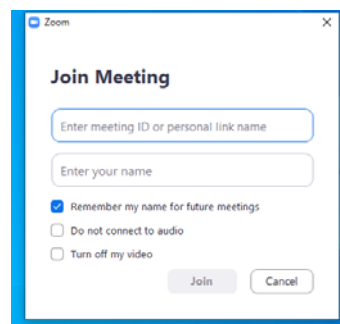 Zoom
Join Meeting
Enter meeting ID or personal link name
Enter your name
Remember my name for future meetings
Do not connect to audio
Turn off my video
Join Cancel